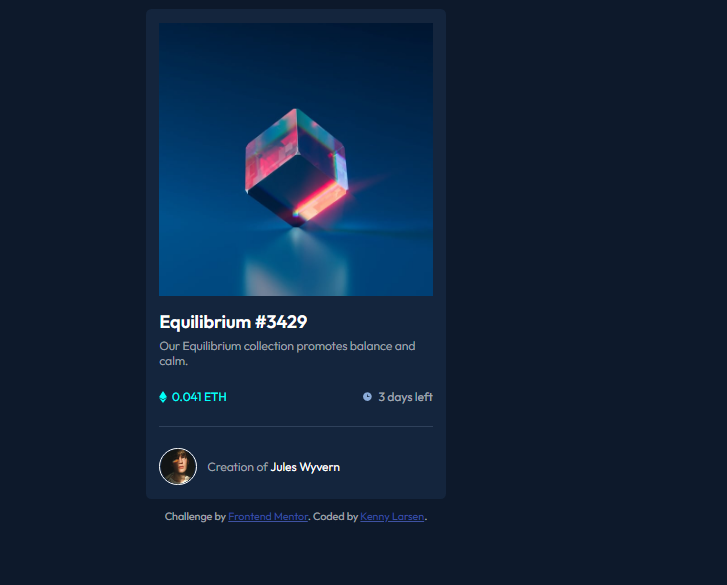 Equilibrium #3429
Our Equilibrium collection promotes balance and
calm.
0.041 ETH
3 days left
Creation of Jules Wyvern
Challenge by Frontend Mentor. Coded by Kenny Larsen.